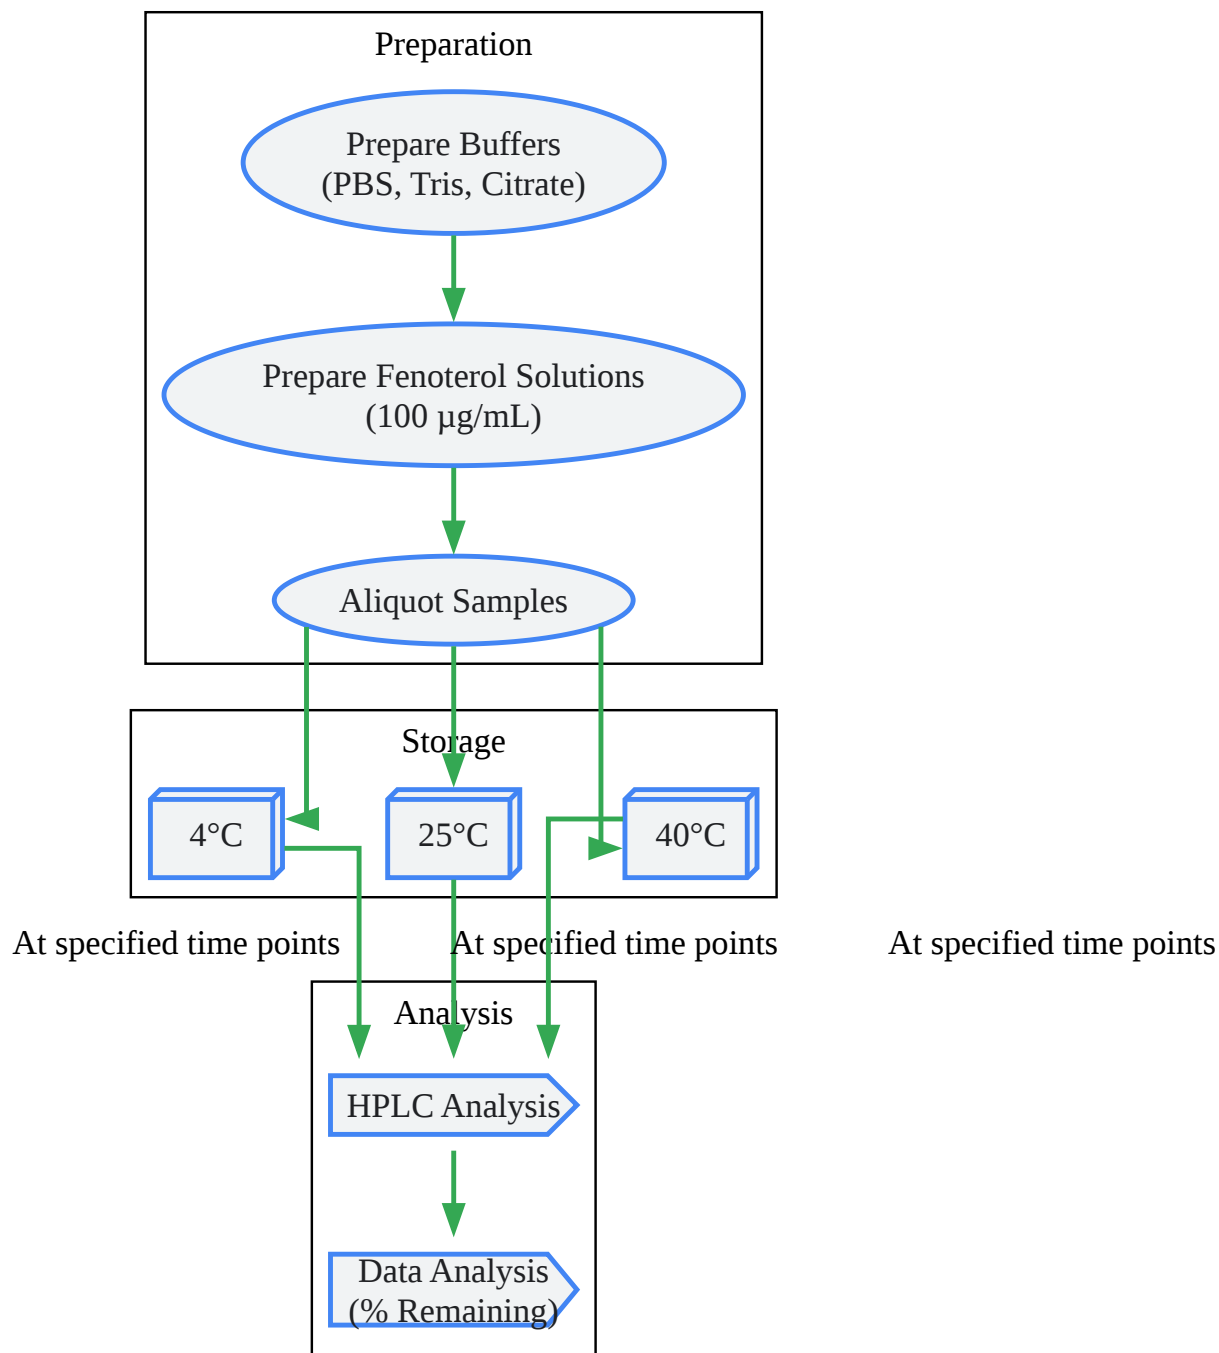 Preparation
Prepare Buffers
(PBS, Tris, Citrate)
Prepare Fenoterol Solutions
(100 µg/mL)
Aliquot Samples
Storage
4°C
25°C
40°C
At specified time points
At specified time points
At specified time points
Analysis
HPLC Analysis
Data Analysis
(% Remaining)